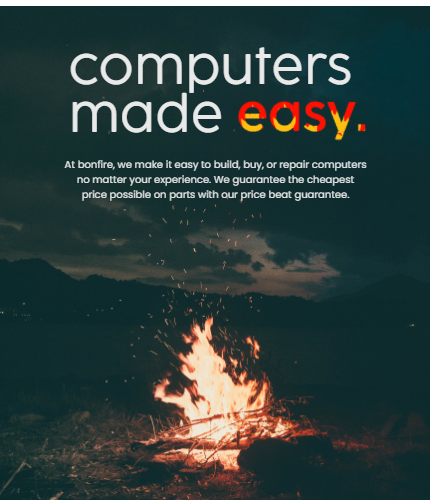 computers
made easy.
At bonfire, we make it easy to build, buy, or repair computers
no matter your experience. We guarantee the cheapest
price possible on parts with our price beat guarantee.